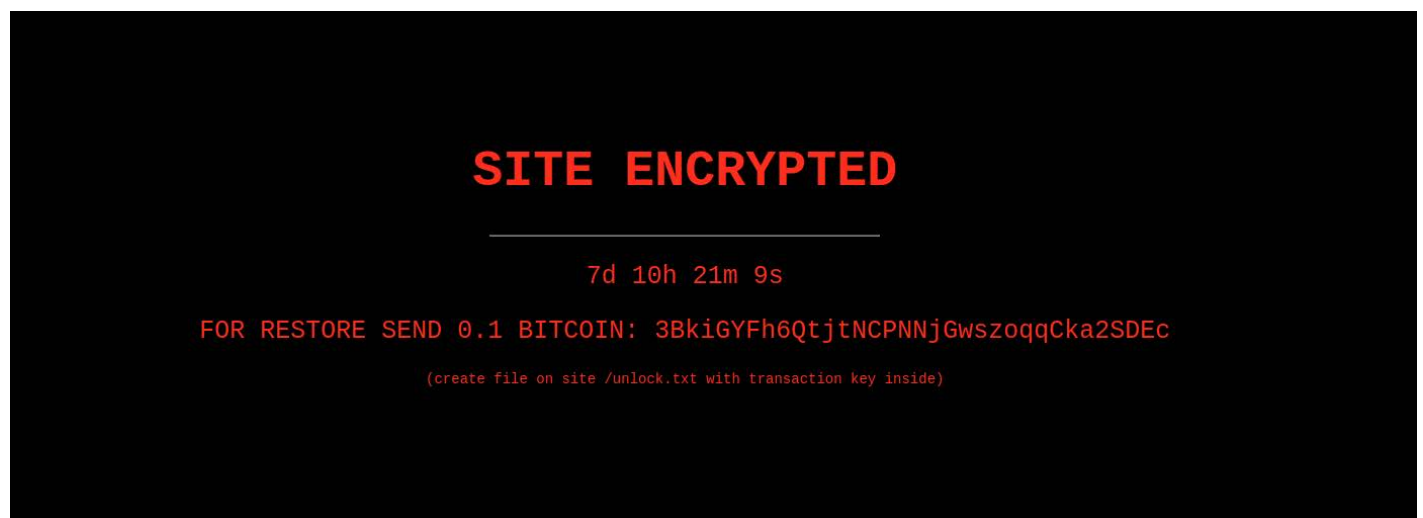 SITE ENCRYPTED
7d 10h 21m 9s
FOR RESTORE SEND 0.1 BITCOIN: 3BkiGYFh6QtjtNCPNNjGwszoqqCka2SDEc
(create file on site /unlock.txt with transaction key inside)